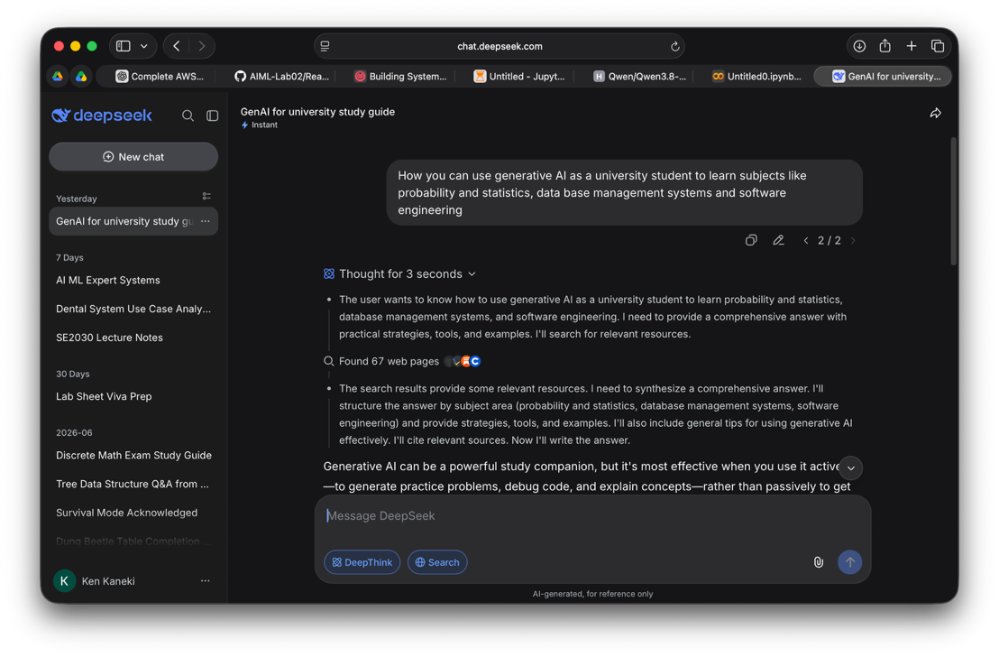 chat.deepseek.com
Complete AWS...
AIML-Lab02/Rea...
Building System...
Untitled - Jupyt...
Qwen/Qwen3.8-...
Untitled0.ipynb...
GenAI for university...
deepseek
New chat
Yesterday
GenAI for university study gu
7 Days
AI ML Expert Systems
Dental System Use Case Analy...
SE2030 Lecture Notes
30 Days
Lab Sheet Viva Prep
2026-06
Discrete Math Exam Study Guide
Tree Data Structure Q&A from ...
Survival Mode Acknowledged
Dung Beetle Table Completion ...
K
Ken Kaneki
GenAI for university study guide
Instant
How you can use generative AI as a university student to learn subjects like
probability and statistics, data base management systems and software
engineering
2 / 2
Thought for 3 seconds
The user wants to know how to use generative AI as a university student to learn probability and statistics,
database management systems, and software engineering. I need to provide a comprehensive answer with
practical strategies, tools, and examples. I'll search for relevant resources.
Found 67 web pages
The search results provide some relevant resources. I need to synthesize a comprehensive answer. I'll
structure the answer by subject area (probability and statistics, database management systems, software
engineering) and provide strategies, tools, and examples. I'll also include general tips for using generative AI
effectively. I'll cite relevant sources. Now I'll write the answer.
Generative AI can be a powerful study companion, but it's most effective when you use it active
—to generate practice problems, debug code, and explain concepts—rather than passively to get
Message DeepSeek
DeepThink
Search
AI-generated, for reference only